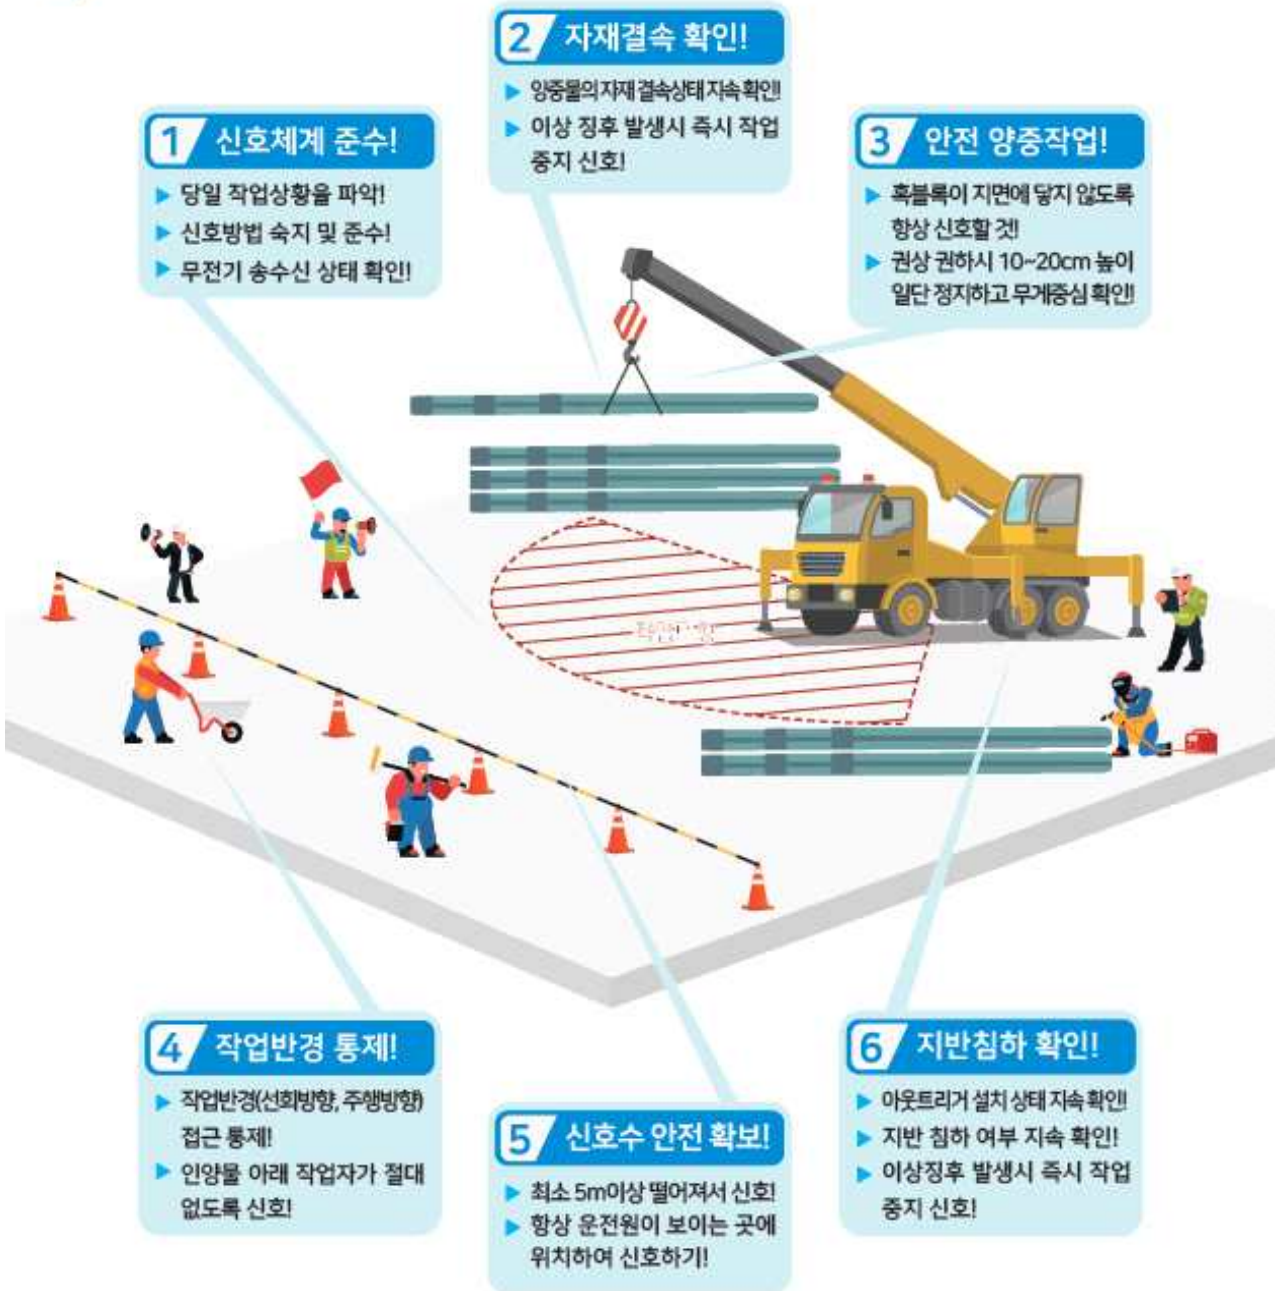 1 신호체계 준수!
▶ 당일 작업상황을 파악!
▶ 신호방법 숙지 및 준수!
▶ 무전기 송수신 상태 확인!
2 자재결속 확인!
▶ 양중물의 자재 결속상태 지속 확인!
▶ 이상 징후 발생시 즉시 작업
중지 신호!
3 안전 양중작업!
▶ 훅블록이 지면에 닿지 않도록
항상 신호할 것!
▶ 권상 권하시 10~20cm 높이
일단 정지하고 무게중심 확인!
4 작업반경 통제!
▶ 작업반경(선회방향, 주행방향)
접근 통제!
▶ 인양물 아래 작업자가 절대
없도록 신호!
5 신호수 안전 확보!
▶ 최소 5m이상 떨어져서 신호!
▶ 항상 운전원이 보이는 곳에
위치하여 신호하기!
6 지반침하 확인!
▶ 아웃트리거 설치 상태 지속 확인!
▶ 지반 침하 여부 지속 확인!
▶ 이상징후 발생시 즉시 작업
중지 신호!